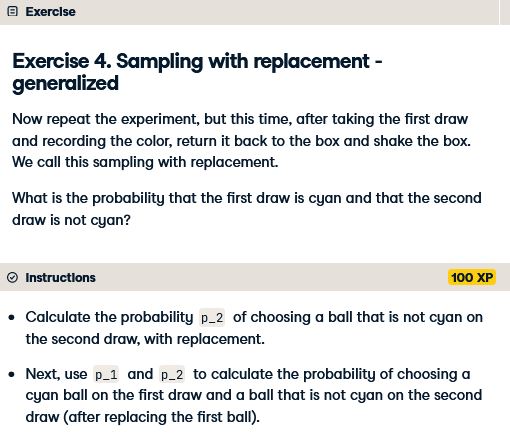 Exercise
Exercise 4. Sampling with replacement -
generalized
Now repeat the experiment, but this time, after taking the first draw
and recording the color, return it back to the box and shake the box.
We call this sampling with replacement.
What is the probability that the first draw is cyan and that the second
draw is not cyan?
Instructions
100 XP
• Calculate the probability p_2 of choosing a ball that is not cyan on
the second draw, with replacement.
• Next, use p_1 and p_2 to calculate the probability of choosing a
cyan ball on the first draw and a ball that is not cyan on the second
draw (after replacing the first ball).